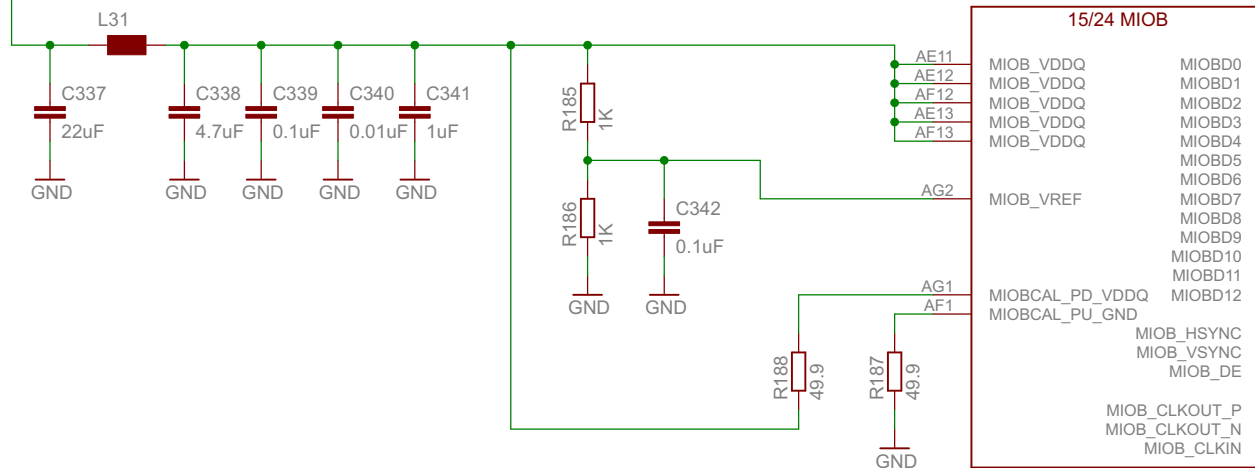 L31
15/24 MIOB
C337
22uF
GND
C338
4.7uF
GND
C339
0.1uF
GND
C340
0.01uF
GND
C341
1uF
GND
R185
1K
R186
1K
GND
C342
0.1uF
GND
R188
49.9
R187
49.9
GND
AE11
AE12
AF12
AE13
AF13
AG2
AG1
AF1
MIOB_VDDQ
MIOB_VDDQ
MIOB_VDDQ
MIOB_VDDQ
MIOB_VDDQ
MIOB_VREF
MIOBCAL_PD_VDDQ
MIOBCAL_PU_GND
MIOBD0
MIOBD1
MIOBD2
MIOBD3
MIOBD4
MIOBD5
MIOBD6
MIOBD7
MIOBD8
MIOBD9
MIOBD10
MIOBD11
MIOBD12
MIOB_HSYNC
MIOB_VSYNC
MIOB_DE
MIOB_CLKOUT_P
MIOB_CLKOUT_N
MIOB_CLKIN